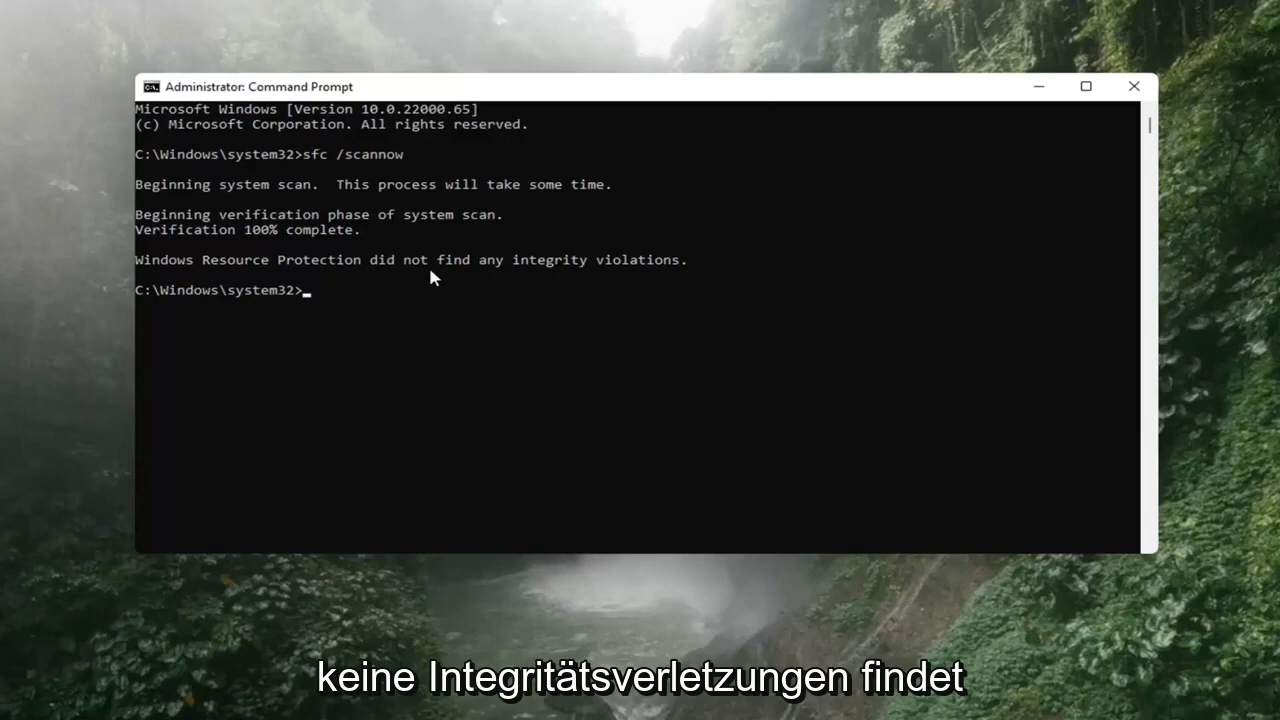 Administrator: Command Prompt
Microsoft Windows [Version 10.0.22000.65]
(c) Microsoft Corporation. All rights reserved.
C:\Windows\system32>sfc /scannow
Beginning system scan.  This process will take some time.
Beginning verification phase of system scan.
Verification 100% complete.
Windows Resource Protection did not find any integrity violations.
C:\Windows\system32>
keine Integritätsverletzungen findet